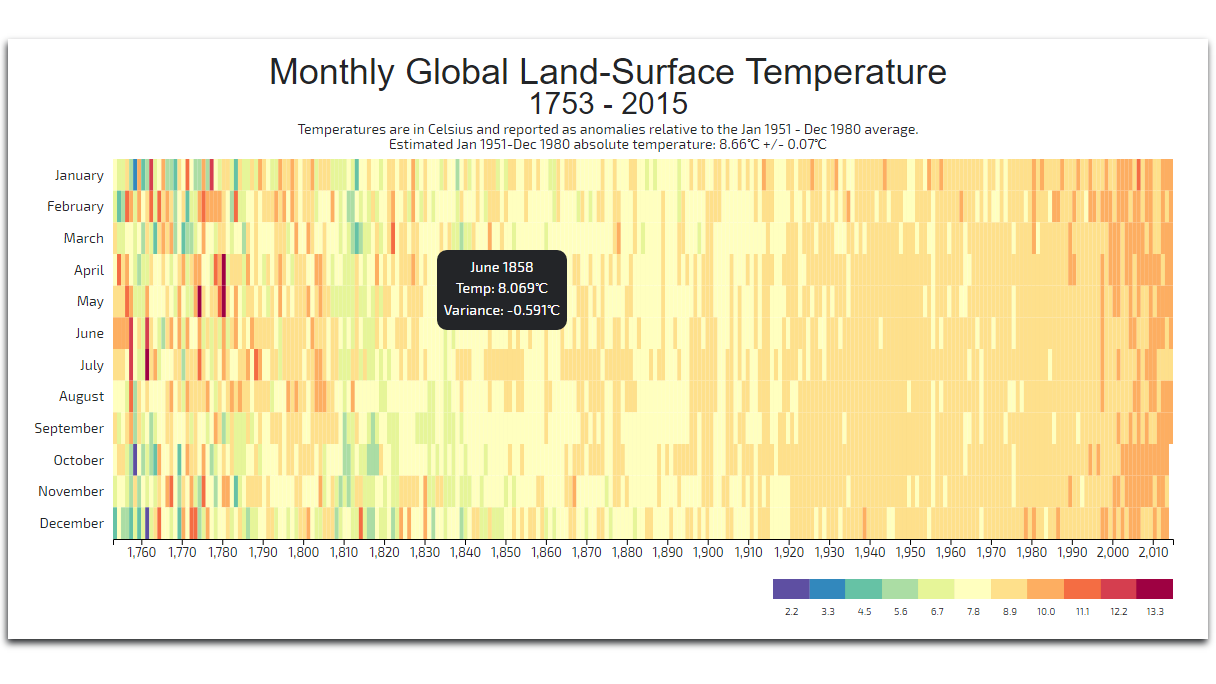 Monthly Global Land-Surface Temperature
1753 - 2015
Temperatures are in Celsius and reported as anomalies relative to the Jan 1951 - Dec 1980 average.
Estimated Jan 1951-Dec 1980 absolute temperature: 8.66℃ +/- 0.07℃
January
February
March
April
May
June
July
August
September
October
November
December
June 1858
Temp: 8.069℃
Variance: -0.591℃
1,760 1,770 1,780 1,790 1,800 1,810 1,820 1,830 1,840 1,850 1,860 1,870 1,880 1,890 1,900 1,910 1,920 1,930 1,940 1,950 1,960 1,970 1,980 1,990 2,000 2,010
2.2 3.3 4.5 5.6 6.7 7.8 8.9 10.0 11.1 12.2 13.3